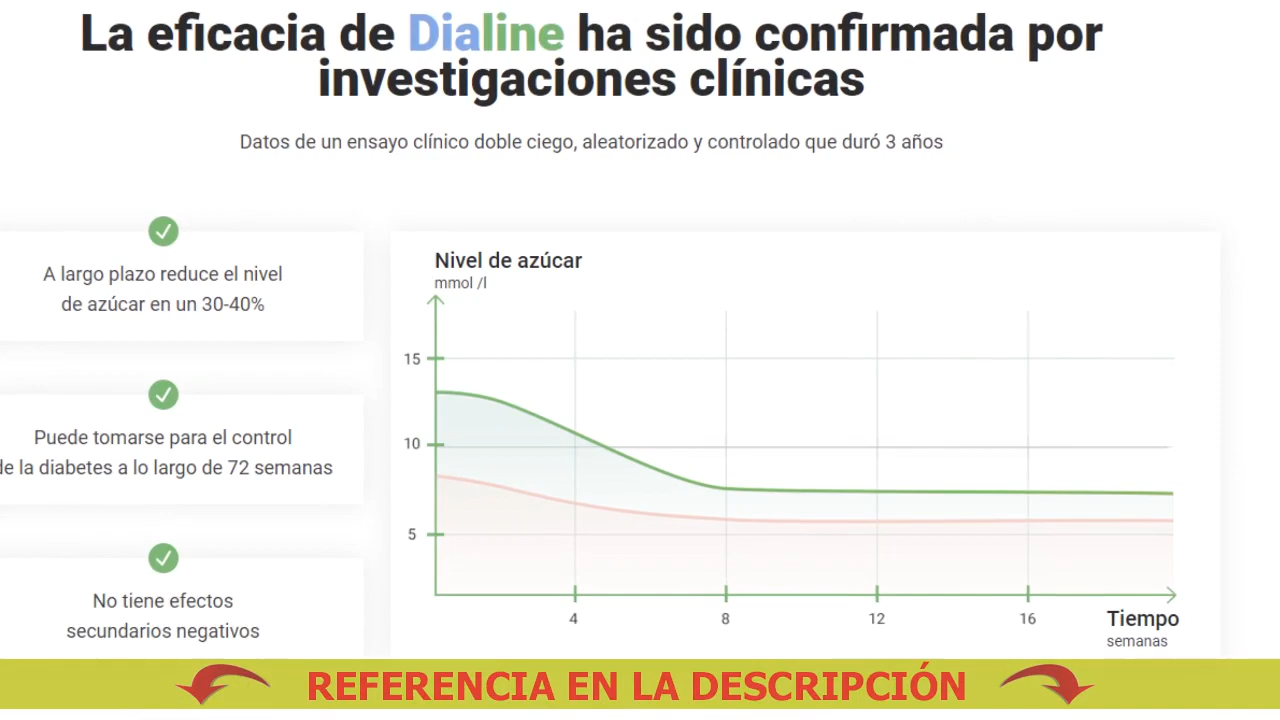 La eficacia de Dialine ha sido confirmada por
investigaciones clínicas
Datos de un ensayo clínico doble ciego, aleatorizado y controlado que duró 3 años
A largo plazo reduce el nivel
de azúcar en un 30-40%
Puede tomarse para el control
de la diabetes a lo largo de 72 semanas
No tiene efectos
secundarios negativos
Nivel de azúcar
mmol /l
15
10
5
4 8 12 16
Tiempo
semanas
REFERENCIA EN LA DESCRIPCIÓN